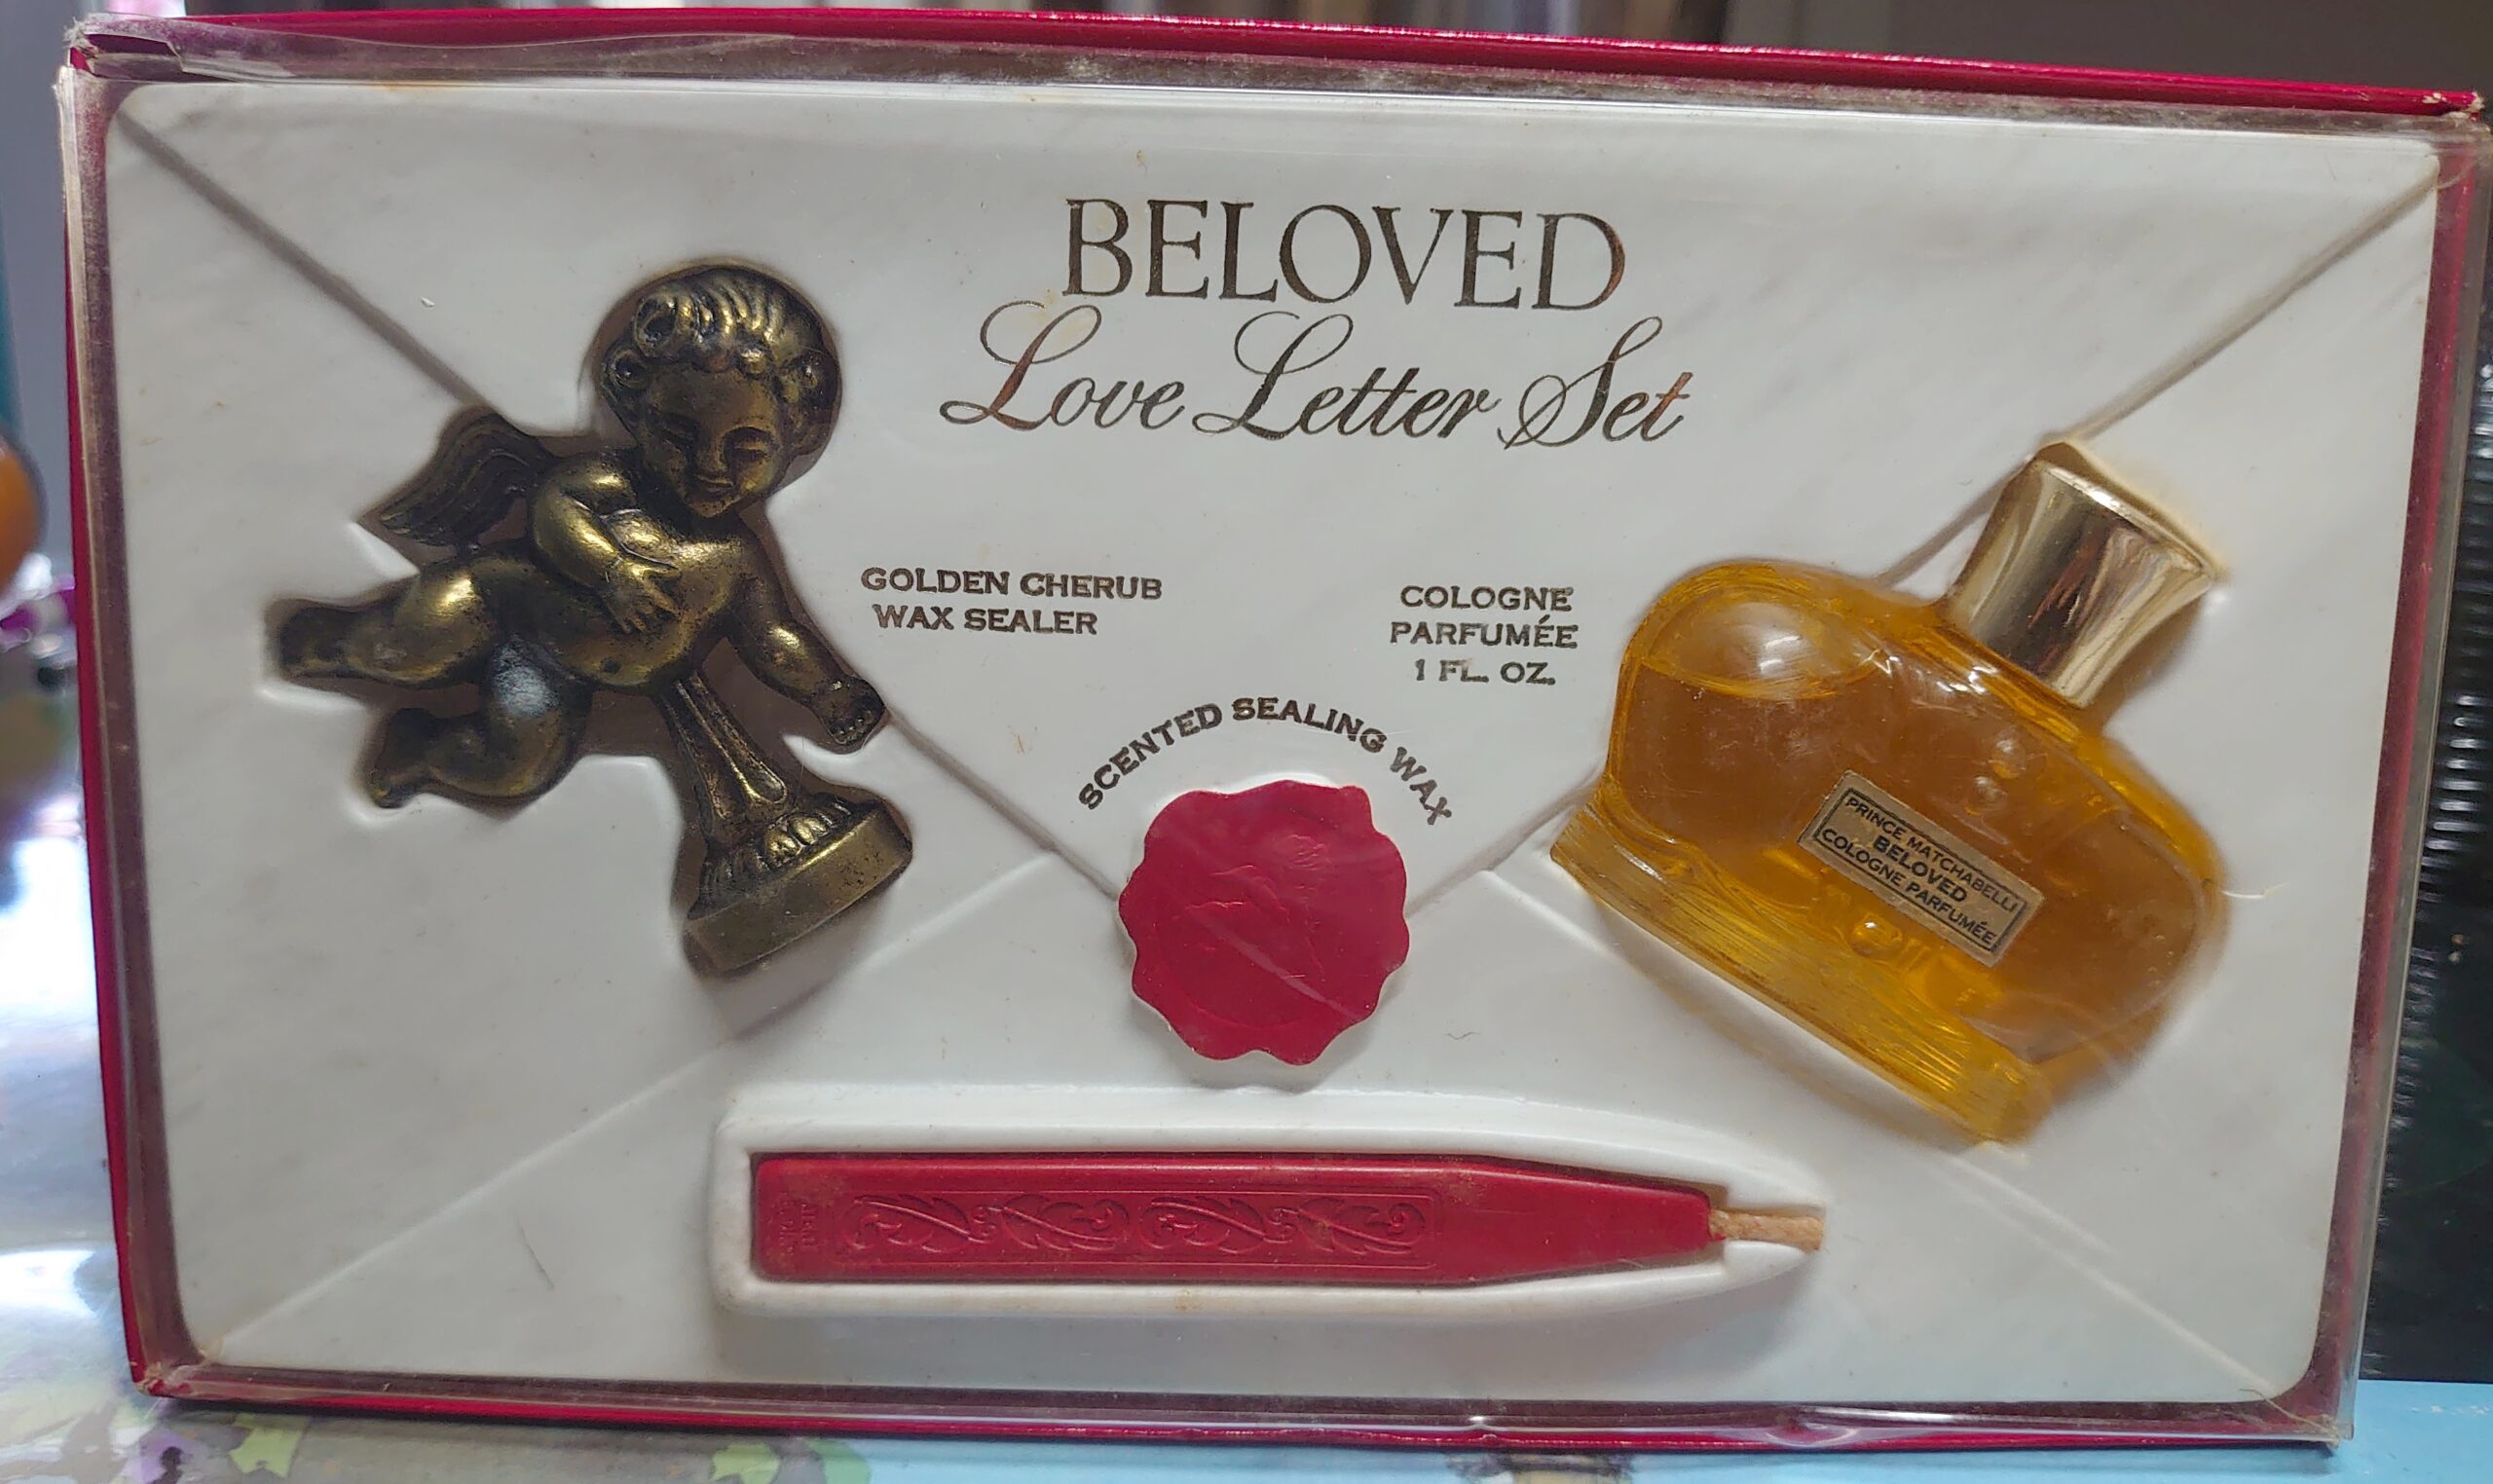 BELOVED
Love Letter Set
GOLDEN CHERUB
WAX SEALER
COLOGNE
PARFUMÉE
1 FL. OZ.
SCENTED SEALING WAX
PRINCE MATCHABELLI
BELOVED
COLOGNE PARFUMÉE